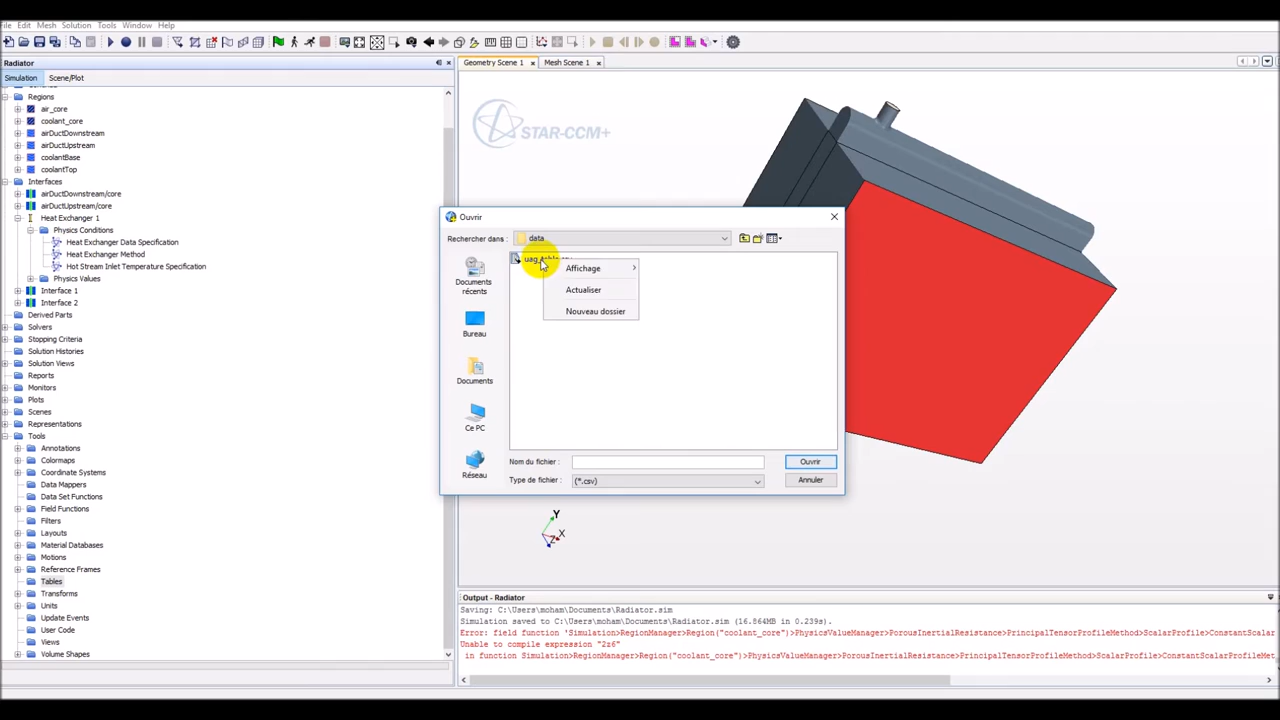 File Edit Mesh Solution Tools Window Help
Radiator
Geometry Scene 1
Mesh Scene 1
Simulation
Scene/Plot
Regions
air_core
coolant_core
airDuctDownstream
airDuctUpstream
coolantBase
coolantTop
Interfaces
airDuctDownstream/core
airDuctUpstream/core
Heat Exchanger 1
Physics Conditions
Heat Exchanger Data Specification
Heat Exchanger Method
Hot Stream Inlet Temperature Specification
Physics Values
Interface 1
Interface 2
Derived Parts
Solvers
Stopping Criteria
Solution Histories
Solution Views
Reports
Monitors
Plots
Scenes
Representations
Tools
Annotations
Colormaps
Coordinate Systems
Data Mappers
Data Set Functions
Field Functions
Filters
Layouts
Material Databases
Motions
Reference Frames
Tables
Transforms
Units
Update Events
User Code
Views
Volume Shapes
STAR-CCM+
Ouvrir
Rechercher dans :
data
Documents
récents
Bureau
Documents
Ce PC
Réseau
Affichage
Actualiser
Nouveau dossier
Nom du fichier :
Ouvrir
Type de fichier :
(*.csv)
Annuler
Y
X
Z
Output - Radiator
Saving: C:\Users\moham\Documents\Radiator.sim
Simulation saved to C:\Users\moham\Documents\Radiator.sim (16.864MB in 0.239s).
Error: field function 'Simulation>RegionManager>Region("coolant_core")>PhysicsValueManager>PorousInertialResistance>PrincipalTensorProfileMethod>ScalarProfile>ConstantScalar
Unable to compile expression "2z6"
in function Simulation>RegionManager>Region("coolant_core")>PhysicsValueManager>PorousInertialResistance>PrincipalTensorProfileMethod>ScalarProfile>ConstantScalarProfileMet